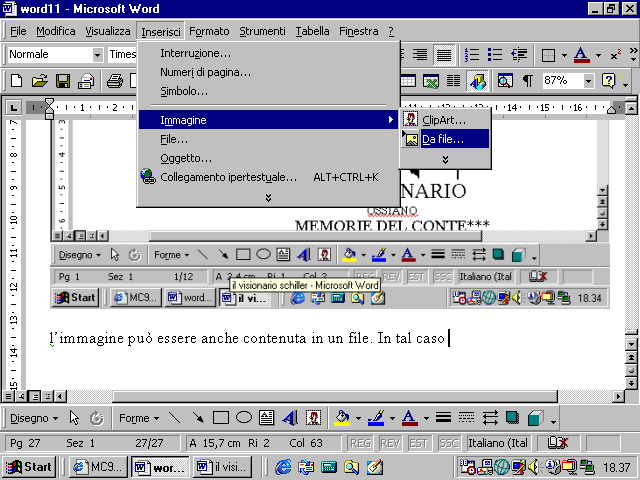 word11 - Microsoft Word
File Modifica Visualizza Inserisci Formato Strumenti Tabella Finestra ?
Normale Times
Interruzione...
Numeri di pagina...
Simbolo...
87%
Immagine
ClipArt...
File...
Da file...
Oggetto...
Collegamento ipertestuale... ALT+CTRL+K
ONARIO
OSSIANO
MEMORIE DEL CONTE***
Disegno Forme
Pg 1 Sez 1 1/12 A 2,4 cm Ri 1 Col 2 REG REV EST SSC Italiano (Ital
il visionario schiller - Microsoft Word
Start MC9... word... il vi... 18.34
l'immagine può essere anche contenuta in un file. In tal caso
Disegno Forme
Pg 27 Sez 1 27/27 A 15,7 cm Ri 2 Col 63 REG REV EST SSC Italiano (Ital
Start MC9... wor... il visi... 18.37